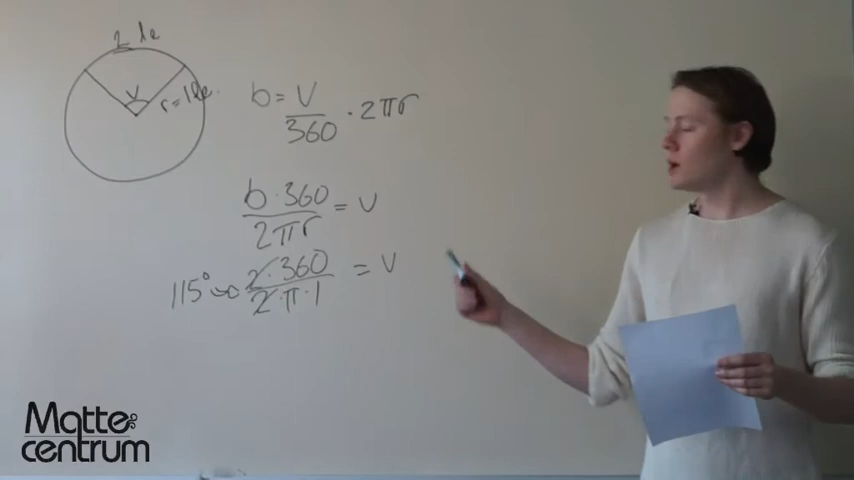 2 le
v
r=1le.
b = v/360 · 2πr
b·360/2πr = v
115° ≈ 2·360/2·π·1 = v
Matte
centrum